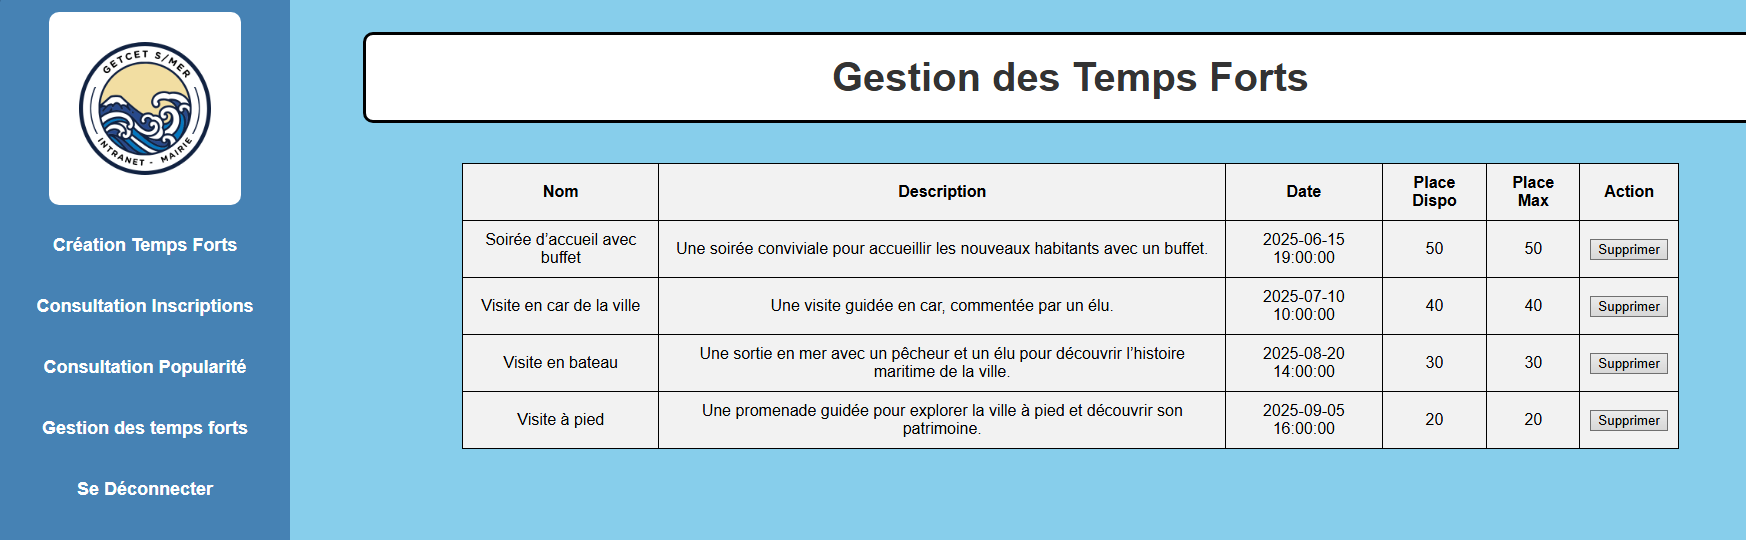 GETCET S/MER
INTRANET - MAIRIE
Création Temps Forts
Consultation Inscriptions
Consultation Popularité
Gestion des temps forts
Se Déconnecter
Gestion des Temps Forts
Nom Description Date Place Dispo Place Max Action
Soirée d’accueil avec buffet Une soirée conviviale pour accueillir les nouveaux habitants avec un buffet. 2025-06-15 19:00:00 50 50 Supprimer
Visite en car de la ville Une visite guidée en car, commentée par un élu. 2025-07-10 10:00:00 40 40 Supprimer
Visite en bateau Une sortie en mer avec un pêcheur et un élu pour découvrir l’histoire maritime de la ville. 2025-08-20 14:00:00 30 30 Supprimer
Visite à pied Une promenade guidée pour explorer la ville à pied et découvrir son patrimoine. 2025-09-05 16:00:00 20 20 Supprimer